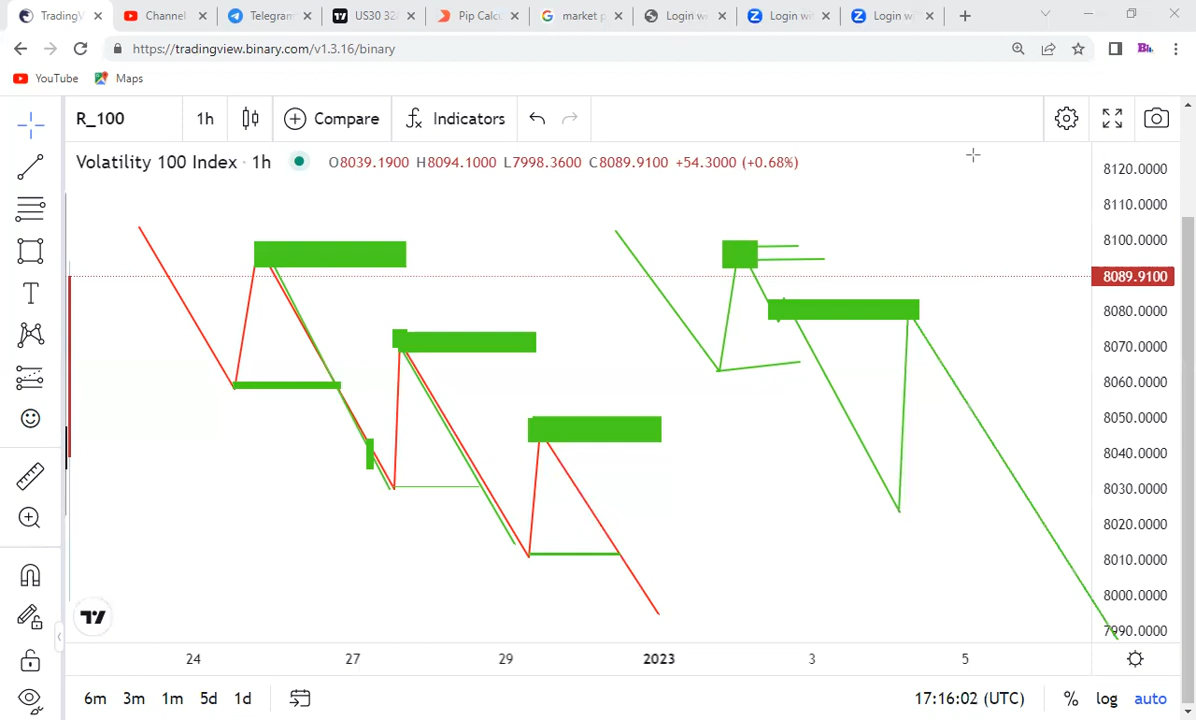 TradingV
Channel
Telegram
US30 32
Pip Calc
market p
Login w
Login wi
Login w
https://tradingview.binary.com/v1.3.16/binary
YouTube
Maps
R_100
1h
Compare
Indicators
Volatility 100 Index · 1h
O8039.1900 H8094.1000 L7998.3600 C8089.9100 +54.3000 (+0.68%)
8120.0000
8110.0000
8100.0000
8089.9100
8080.0000
8070.0000
8060.0000
8050.0000
8040.0000
8030.0000
8020.0000
8010.0000
8000.0000
7990.0000
24
27
29
2023
3
5
6m
3m
1m
5d
1d
17:16:02 (UTC)
%
log
auto